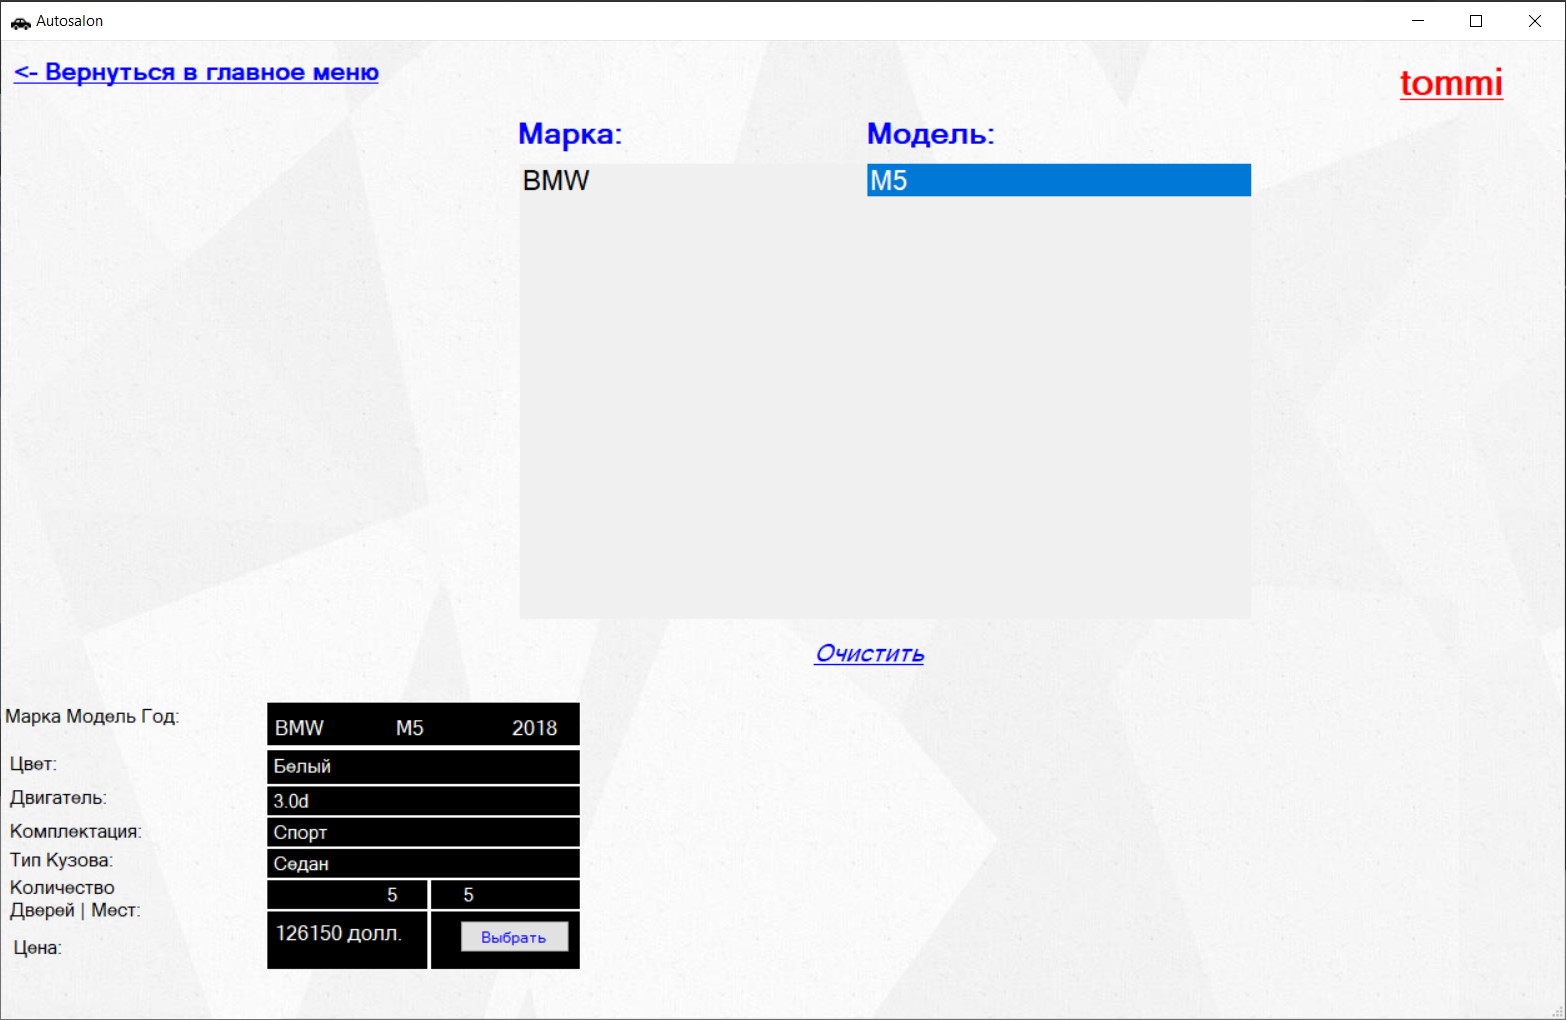 Autosalon
<- Вернуться в главное меню
tommi
Марка: Модель:
BMW M5
Очистить
Марка Модель Год: BMW M5 2018
Цвет: Белый
Двигатель: 3.0d
Комплектация: Спорт
Тип Кузова: Седан
Количество
Дверей | Мест: 5 5
Цена: 126150 долл. Выбрать